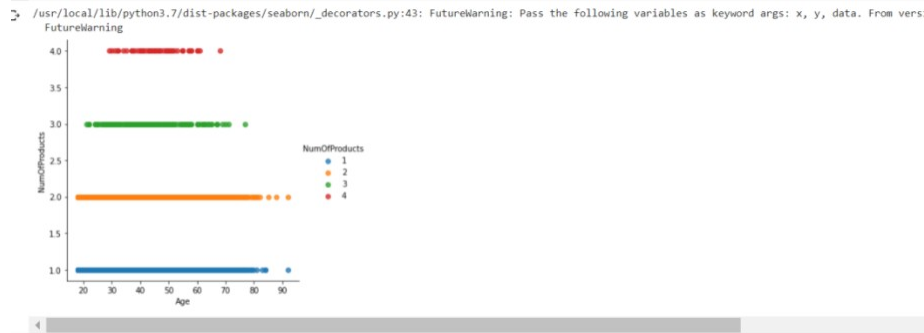 /usr/local/lib/python3.7/dist-packages/seaborn/_decorators.py:43: FutureWarning: Pass the following variables as keyword args: x, y, data. From vers
FutureWarning
4.0
3.5
3.0
2.5
2.0
1.5
1.0
NumOfProducts
20 30 40 50 60 70 80 90
Age
NumOfProducts
1
2
3
4